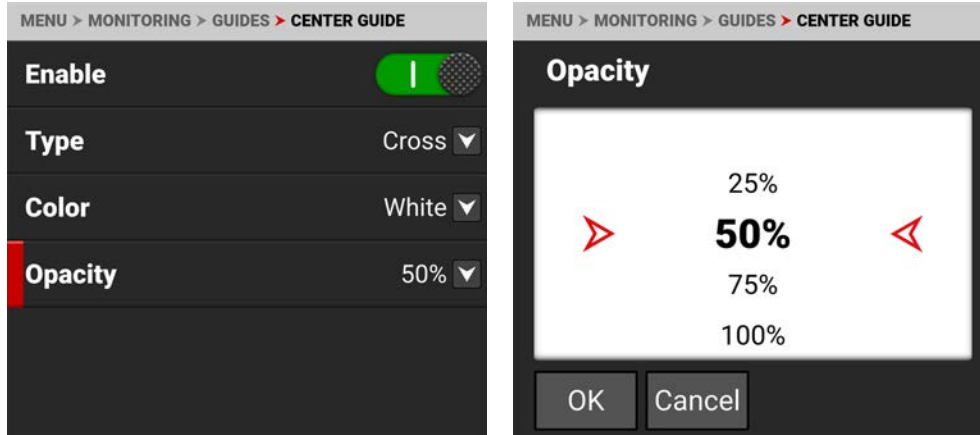 MENU > MONITORING > GUIDES > CENTER GUIDE
Enable
Type Cross
Color White
Opacity 50%
MENU > MONITORING > GUIDES > CENTER GUIDE
Opacity
25%
50%
75%
100%
OK Cancel